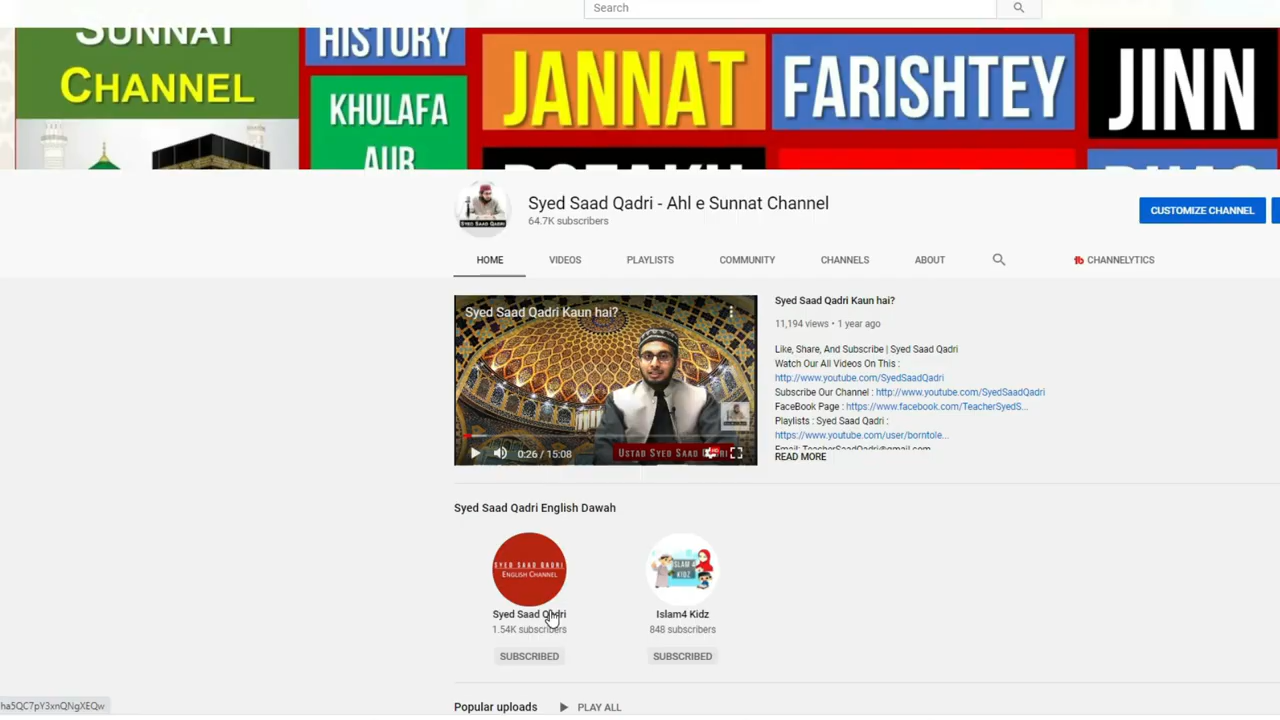 Search
SUNNAT
CHANNEL
HISTORY
KHULAFA
AUR
JANNAT
FARISHTEY
JINN
Syed Saad Qadri - Ahl e Sunnat Channel
64.7K subscribers
CUSTOMIZE CHANNEL
HOME
VIDEOS
PLAYLISTS
COMMUNITY
CHANNELS
ABOUT
CHANNELYTICS
Syed Saad Qadri Kaun hai?
0:26 / 15:08
USTAD SYED SAAD
Syed Saad Qadri Kaun hai?
11,194 views • 1 year ago
Like, Share, And Subscribe | Syed Saad Qadri
Watch Our All Videos On This :
http://www.youtube.com/SyedSaadQadri
Subscribe Our Channel : http://www.youtube.com/SyedSaadQadri
FaceBook Page : https://www.facebook.com/TeacherSyedS...
Playlists : Syed Saad Qadri :
https://www.youtube.com/user/borntole...
Email: TeacherSaadQadri@gmail.com
READ MORE
Syed Saad Qadri English Dawah
SYED SAAD QADRI
ENGLISH CHANNEL
Syed Saad Qadri
1.54K subscribers
SUBSCRIBED
ISLAM 4
KIDZ
Islam4 Kidz
848 subscribers
SUBSCRIBED
Popular uploads
PLAY ALL
ha5QC7pY3xnQNgXEQw